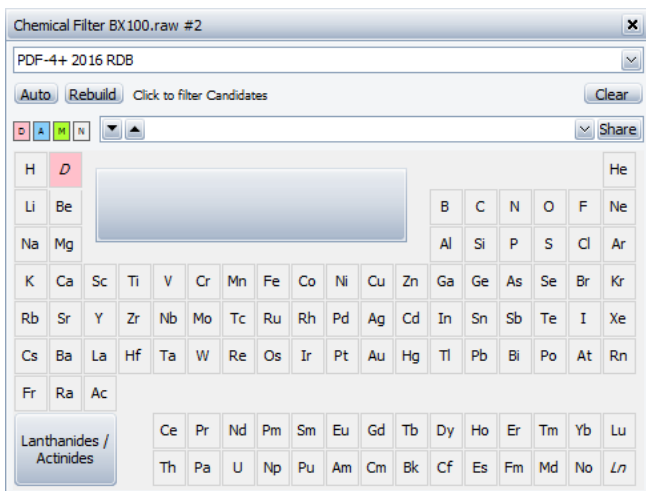 Chemical Filter BX100.raw #2
PDF-4+ 2016 RDB
Auto Rebuild Click to filter Candidates Clear
D A M N Share
H D He
Li Be B C N O F Ne
Na Mg Al Si P S Cl Ar
K Ca Sc Ti V Cr Mn Fe Co Ni Cu Zn Ga Ge As Se Br Kr
Rb Sr Y Zr Nb Mo Tc Ru Rh Pd Ag Cd In Sn Sb Te I Xe
Cs Ba La Hf Ta W Re Os Ir Pt Au Hg Tl Pb Bi Po At Rn
Fr Ra Ac
Lanthanides /
Actinides
Ce Pr Nd Pm Sm Eu Gd Tb Dy Ho Er Tm Yb Lu
Th Pa U Np Pu Am Cm Bk Cf Es Fm Md No Ln